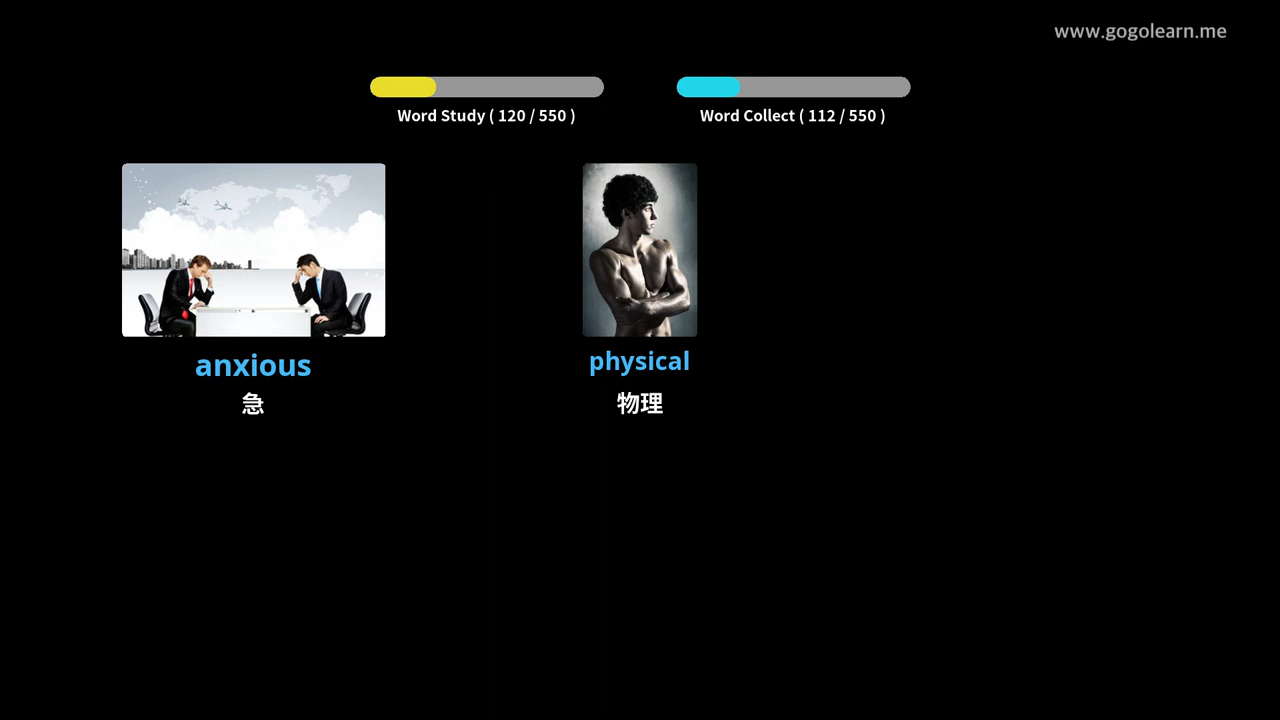 www.gogolearn.me
Word Study ( 120 / 550 )
Word Collect ( 112 / 550 )
anxious
急
physical
物理